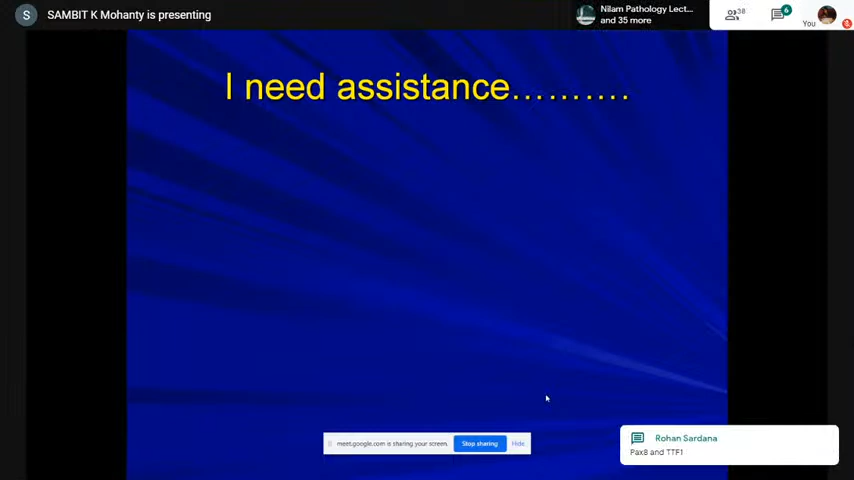 S
SAMBIT K Mohanty is presenting
Nilam Pathology Lect...
and 35 more
38
6
You
I need assistance……….
meet.google.com is sharing your screen.
Stop sharing
Hide
Rohan Sardana
Pax8 and TTF1